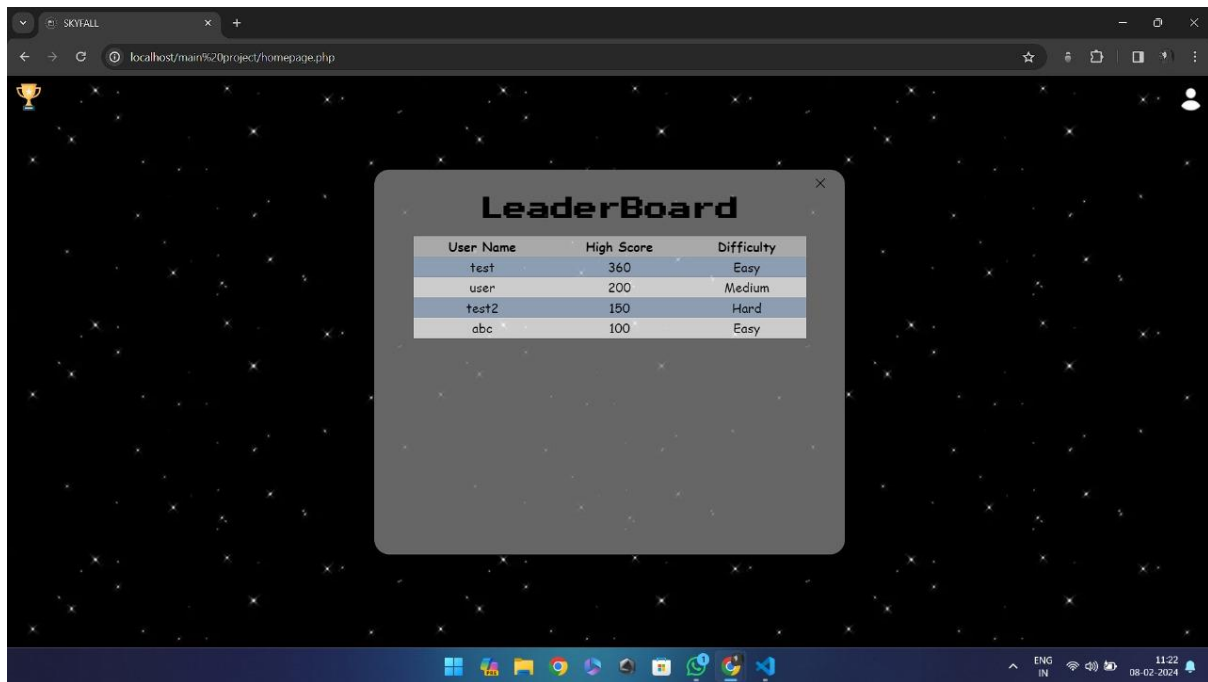 SKYFALL
localhost/main%20project/homepage.php
LeaderBoard
User Name High Score Difficulty
test 360 Easy
user 200 Medium
test2 150 Hard
abc 100 Easy
1
ENG 11:22
IN 08-02-2024